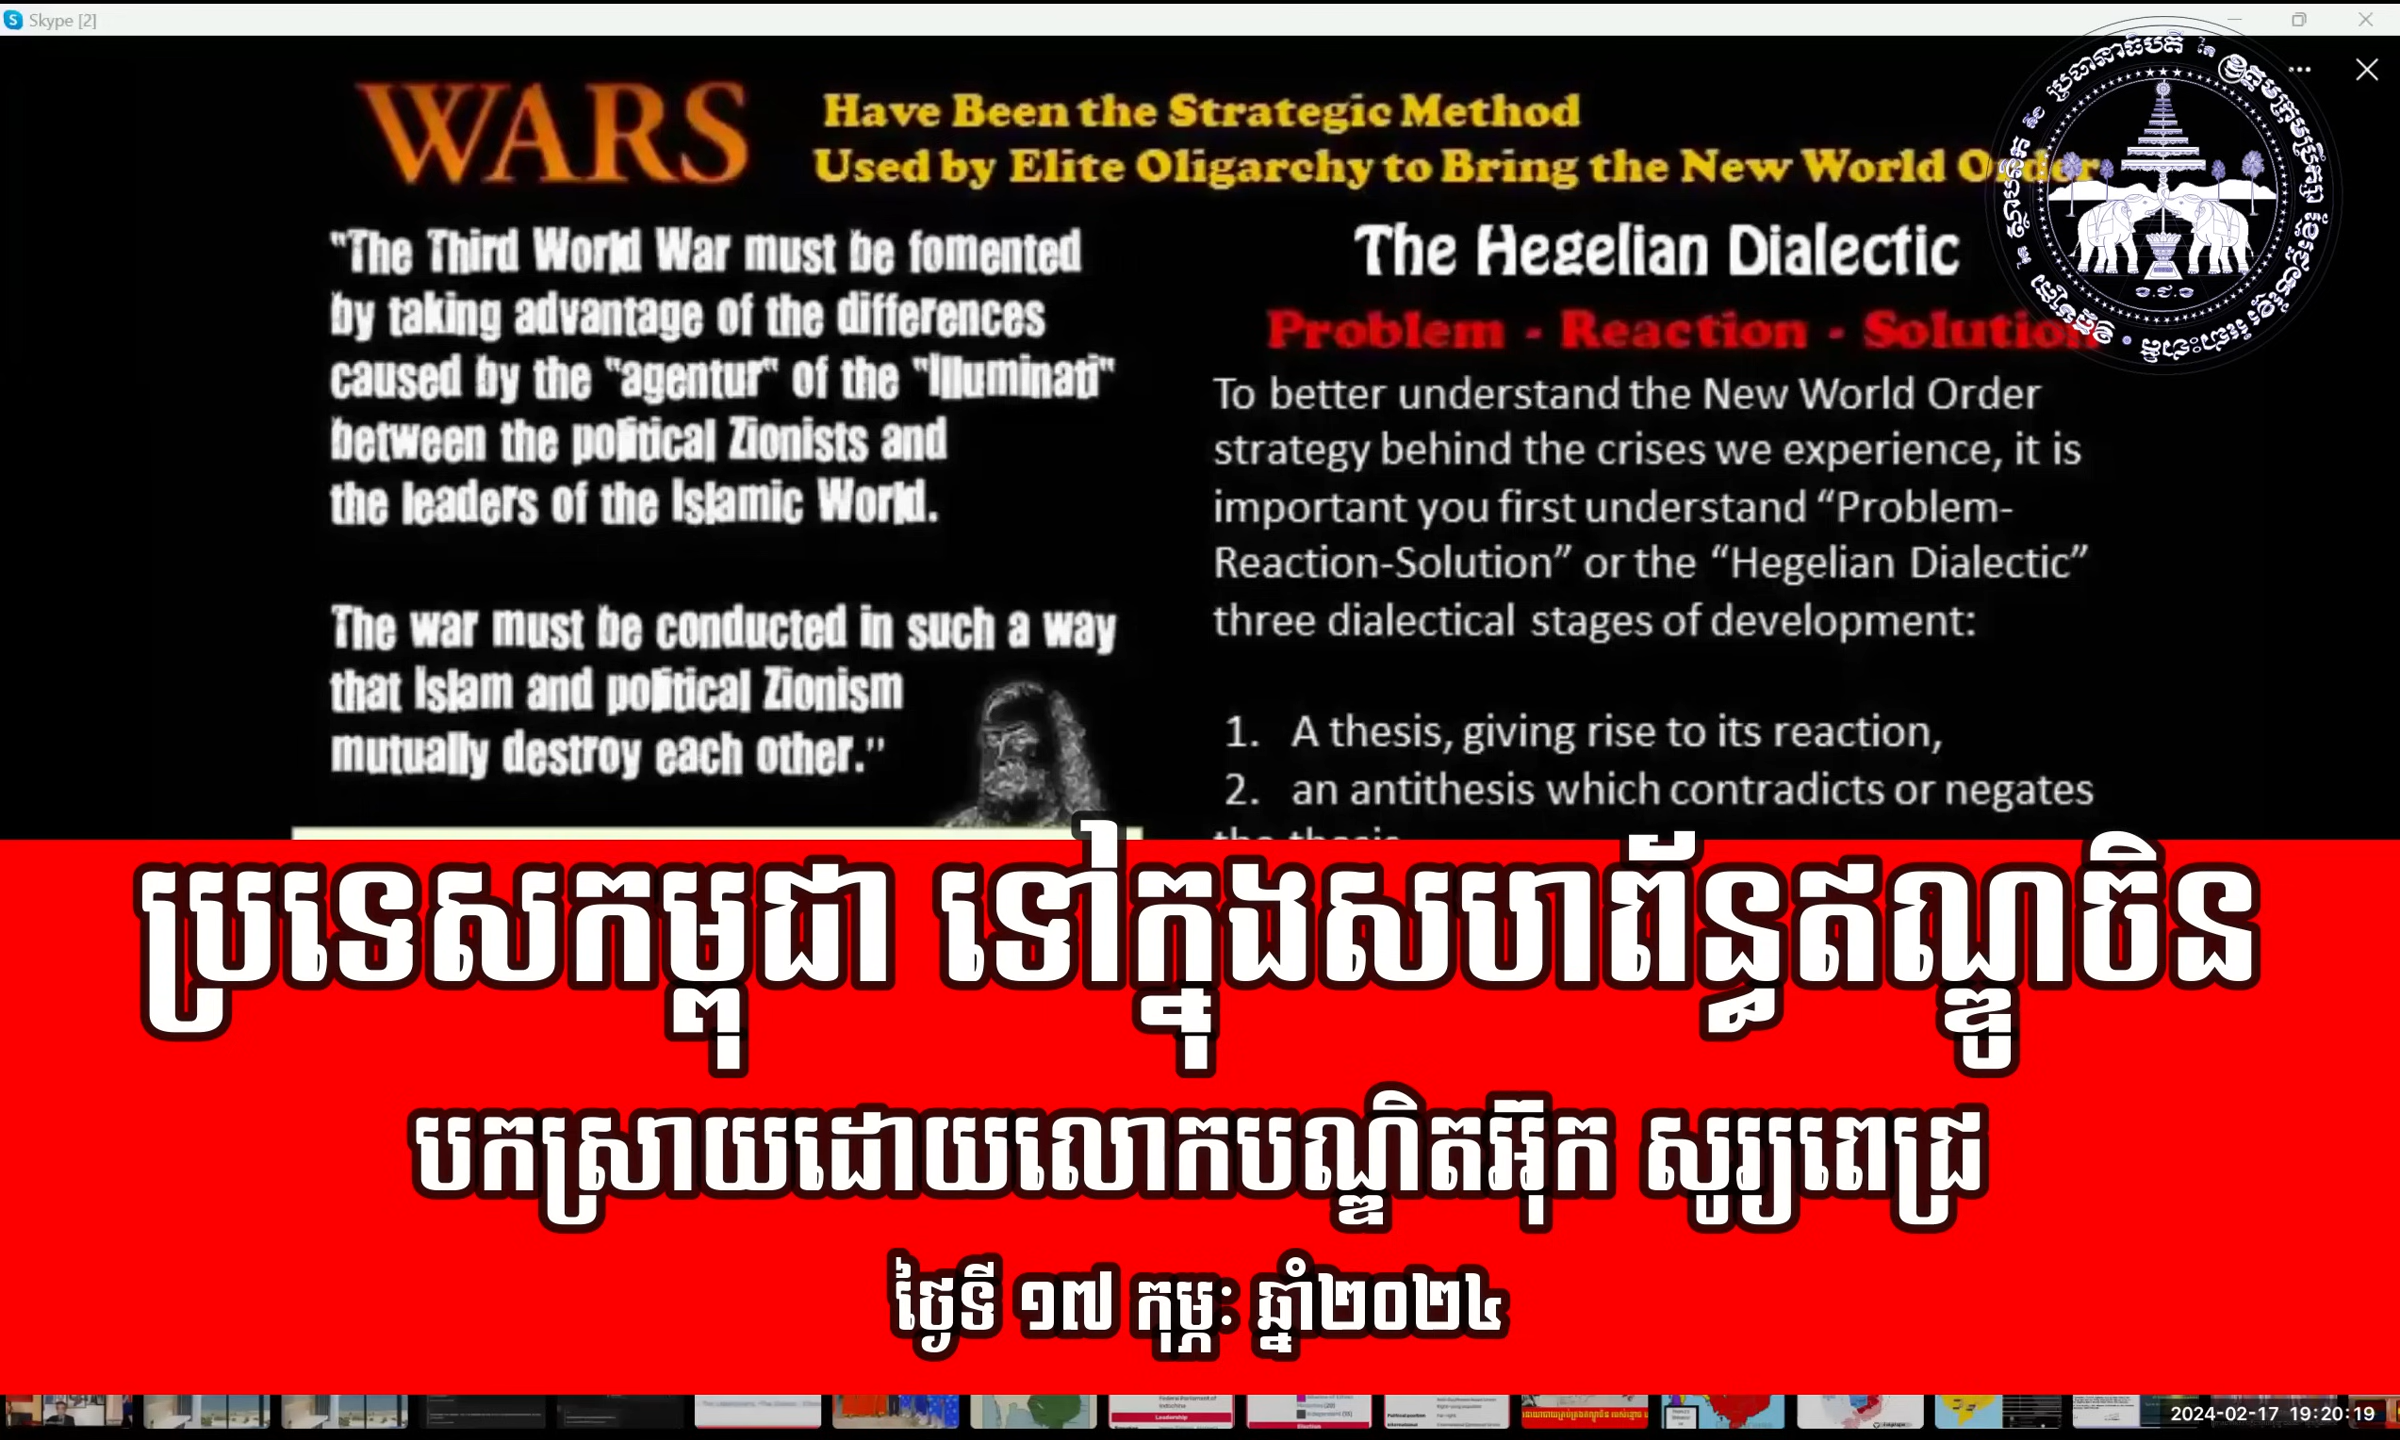 Skype [2]
WARS
Have Been the Strategic Method
Used by Elite Oligarchy to Bring the New World Order
"The Third World War must be fomented
by taking advantage of the differences
caused by the "agentur" of the "Illuminati"
between the political Zionists and
the leaders of the Islamic World.
The war must be conducted in such a way
that Islam and political Zionism
mutually destroy each other.”
The Hegelian Dialectic
Problem - Reaction - Solution
To better understand the New World Order
strategy behind the crises we experience, it is
important you first understand “Problem-
Reaction-Solution” or the “Hegelian Dialectic”
three dialectical stages of development:
1. A thesis, giving rise to its reaction,
2. an antithesis which contradicts or negates
the thesis
ប្រទេសកម្ពុជា ទៅក្នុងសហព័ន្ធឥណ្ឌូចិន
បកស្រាយដោយលោកបណ្ឌិតអ៊ុក សូរ្យពេជ្រ
ថ្ងៃទី ១៧ កុម្ភៈ ឆ្នាំ២០២៤
2024-02-17 19:20:19